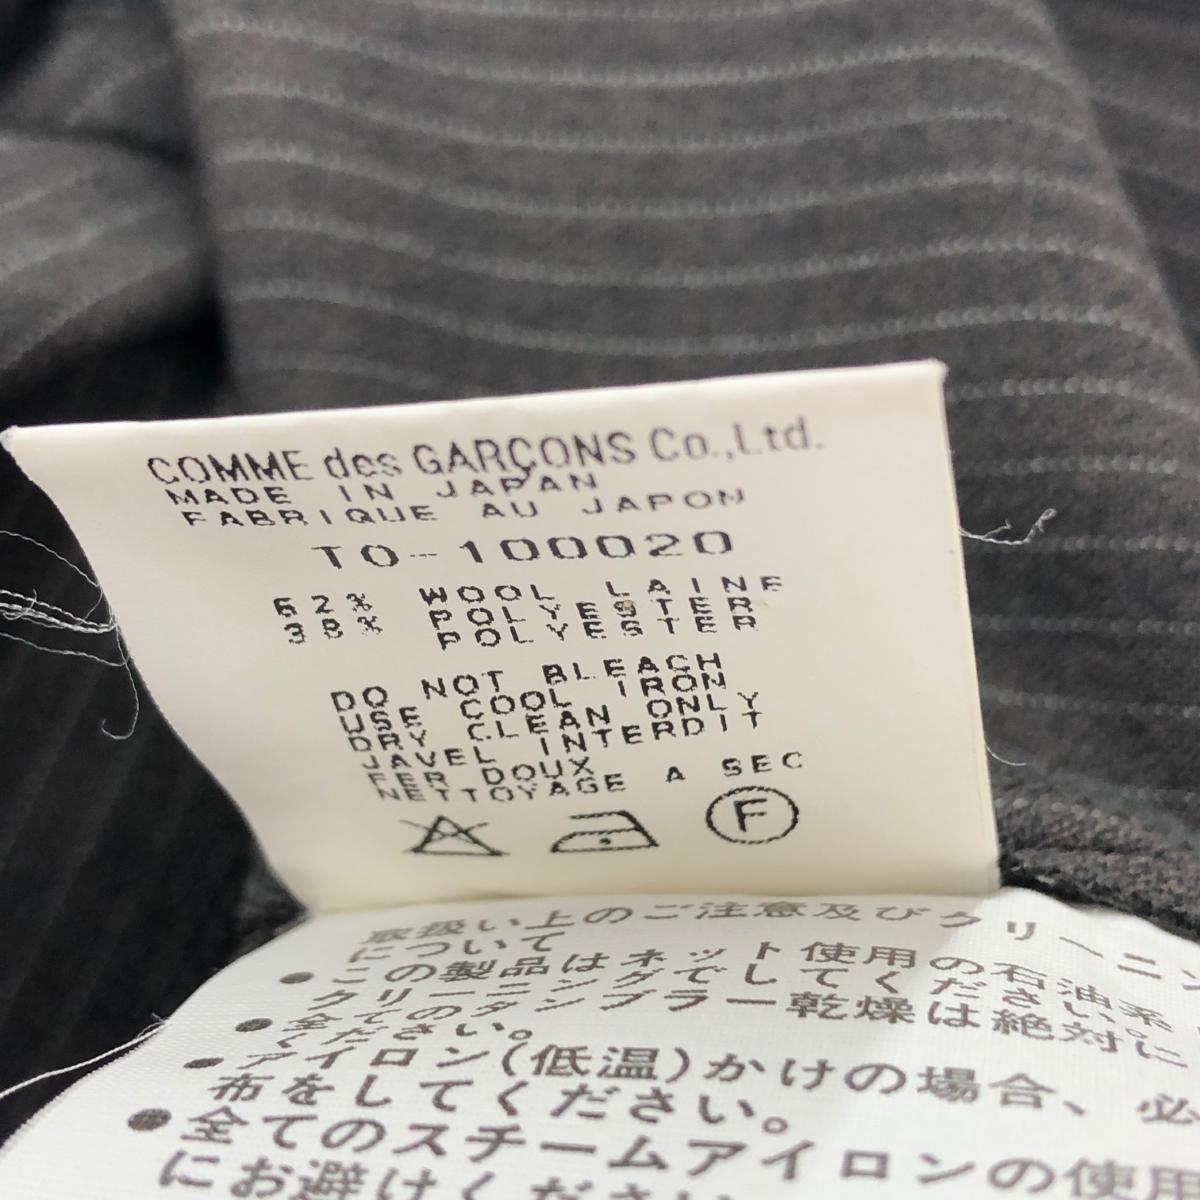 COMME des GARÇONS Co.,Ltd.
MADE IN JAPAN
FABRIQUE AU JAPON
TO-100020
62% WOOL LAINE
38% POLYESTER
POLYESTER
DO NOT BLEACH
USE COOL IRON
DRY CLEAN ONLY
JAVEL INTERDIT
FER DOUX
NETTOYAGE A SEC
F
取扱い上のご注意及びクリーニン
について
●この製品はネット使用の石油系
クリーニングでしてください。
●全てのタンブラー乾燥は絶対に
ください。
●アイロン(低温)かけの場合、必
布をしてください。
●全てのスチームアイロンの使用
にお避けください